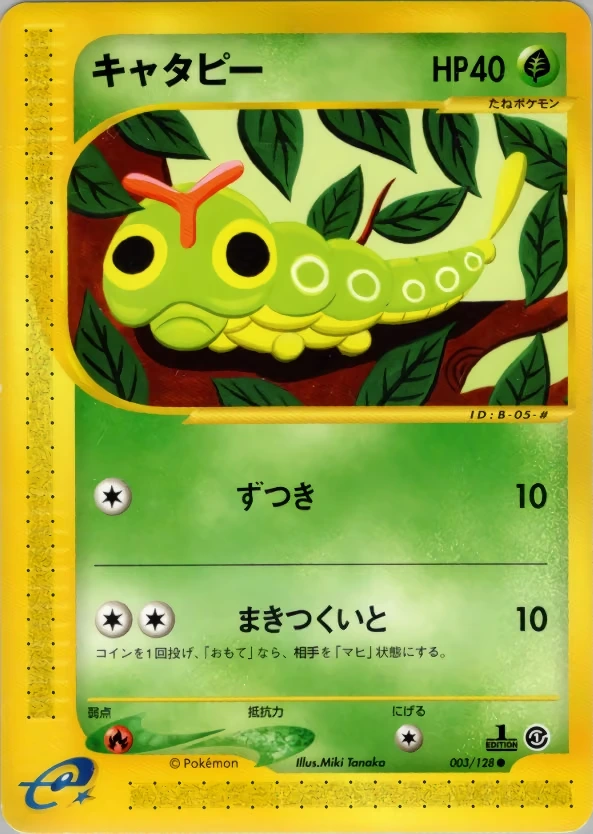 キャタピー HP40
たねポケモン
ID:B-05-#
ずつき 10
まきつくいと 10
コインを1回投げ、「おもて」なら、相手を「マヒ」状態にする。
弱点 抵抗力 にげる
1 EDITION
© Pokémon Illus.Miki Tanaka 003/128
e